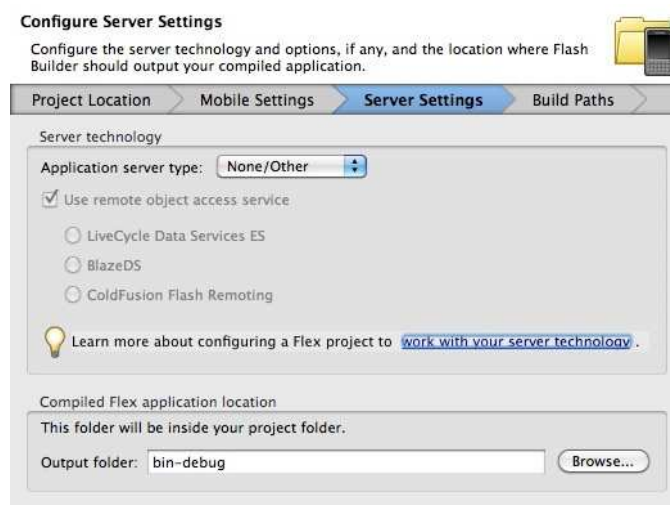 Configure Server Settings
Configure the server technology and options, if any, and the location where Flash
Builder should output your compiled application.
Project Location
Mobile Settings
Server Settings
Build Paths
Server technology
Application server type: None/Other
Use remote object access service
LiveCycle Data Services ES
BlazeDS
ColdFusion Flash Remoting
Learn more about configuring a Flex project to work with your server technology .
Compiled Flex application location
This folder will be inside your project folder.
Output folder: bin-debug Browse...